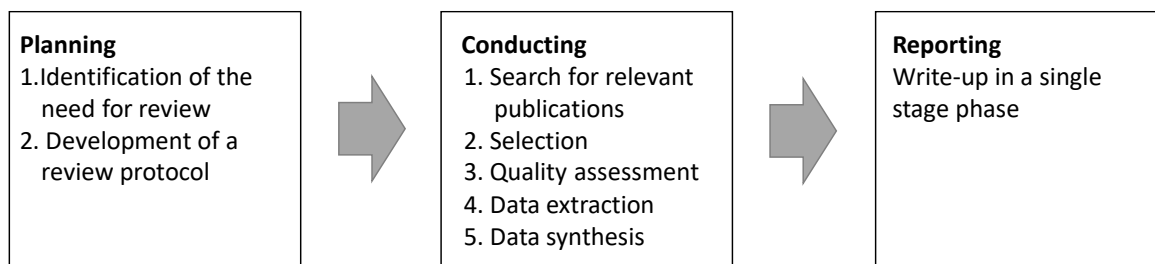 Planning
1.Identification of the
need for review
2. Development of a
review protocol
Conducting
1. Search for relevant
publications
2. Selection
3. Quality assessment
4. Data extraction
5. Data synthesis
Reporting
Write-up in a single
stage phase